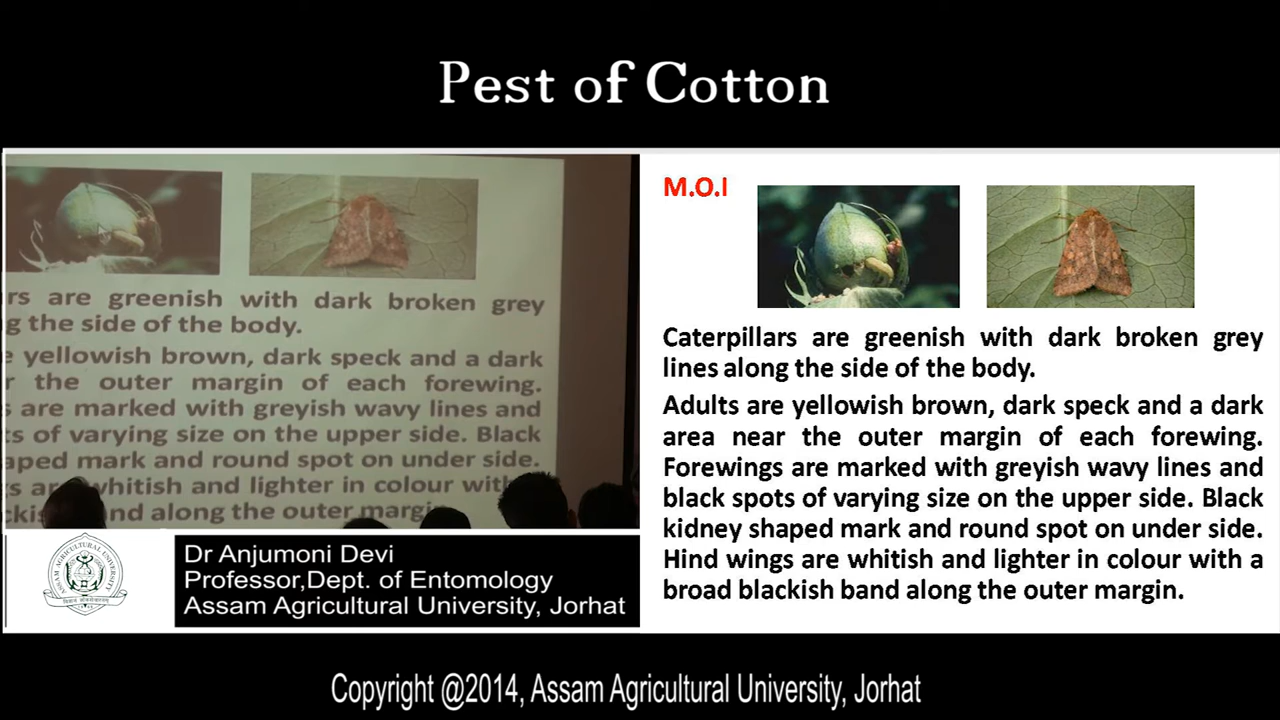 Pest of Cotton
rs are greenish with dark broken grey
g the side of the body.
e yellowish brown, dark speck and a dark
r the outer margin of each forewing.
s are marked with greyish wavy lines and
ts of varying size on the upper side. Black
aped mark and round spot on under side.
gs are whitish and lighter in colour with
and along the outer margin
ASSAM AGRICULTURAL UNIVERSITY
Dr Anjumoni Devi
Professor,Dept. of Entomology
Assam Agricultural University, Jorhat
M.O.I
Caterpillars are greenish with dark broken grey
lines along the side of the body.
Adults are yellowish brown, dark speck and a dark
area near the outer margin of each forewing.
Forewings are marked with greyish wavy lines and
black spots of varying size on the upper side. Black
kidney shaped mark and round spot on under side.
Hind wings are whitish and lighter in colour with a
broad blackish band along the outer margin.
Copyright @2014, Assam Agricultural University, Jorhat